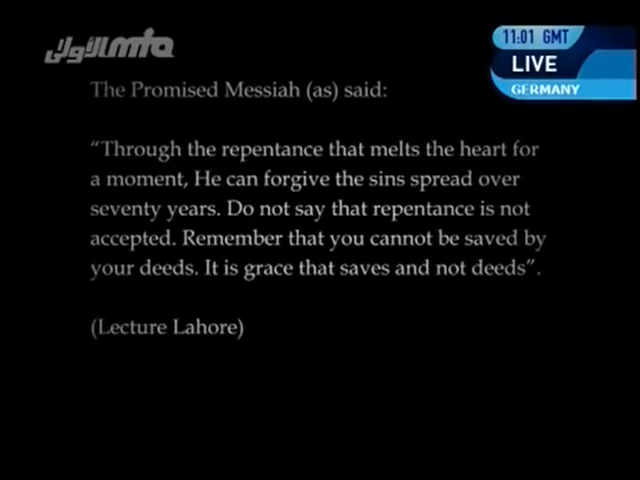 mta الأولى
11:01 GMT
LIVE
GERMANY
The Promised Messiah (as) said:
“Through the repentance that melts the heart for
a moment, He can forgive the sins spread over
seventy years. Do not say that repentance is not
accepted. Remember that you cannot be saved by
your deeds. It is grace that saves and not deeds”.
(Lecture Lahore)